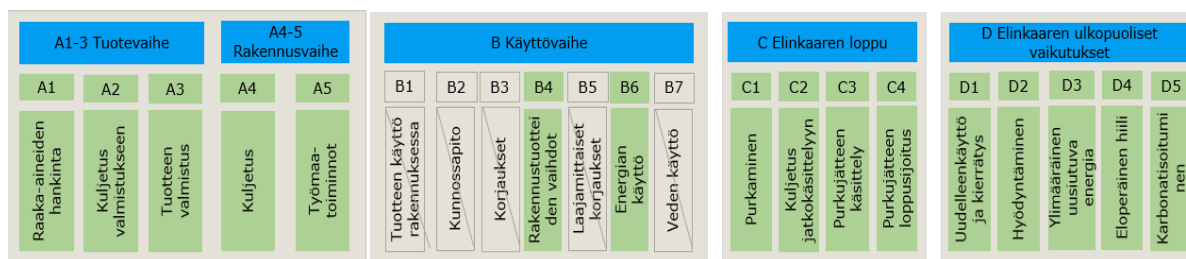 A1-3 Tuotevaihe
A4-5
Rakennusvaihe
B Käyttövaihe
C Elinkaaren loppu
D Elinkaaren ulkopuoliset
vaikutukset
A1
A2
A3
A4
A5
B1
B2
B3
B4
B5
B6
B7
C1
C2
C3
C4
D1
D2
D3
D4
D5
Raaka-aineiden
hankinta
Kuljetus
valmistukseen
Tuotteen
valmistus
Kuljetus
Työmaa-
toiminnot
Tuotteen käyttö
rakennuksessa
Kunnossapito
Korjaukset
Rakennustuottei
den vaihdot
Laajamittaiset
korjaukset
Energian
käyttö
Veden-käyttö
Purkaminen
Kuljetus
jatkokäsittelyyn
Purkujätteen
käsittely
Purkujätteen
loppusijoitus
Uudelleenkäyttö
ja kierrätys
Hyödyntäminen
Ylimääräinen
uusiutuva
energia
Eloperäinen hiili
Karbonatisoitumi
nen